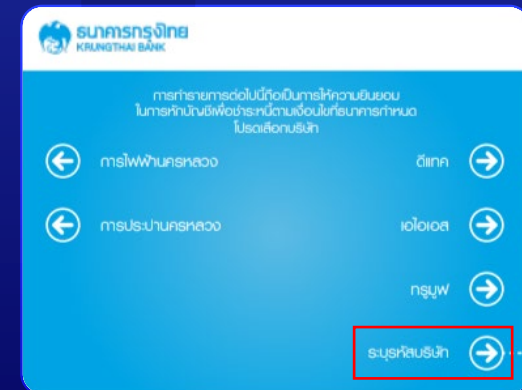 ธนาคารกรุงไทย
KRUNGTHAI BANK
การทำรายการต่อไปนี้ถือเป็นการให้ความยินยอม
ในการหักบัญชีเพื่อชำระหนี้ตามเงื่อนไขที่ธนาคารกำหนด
โปรดเลือกบริษัท
การไฟฟ้านครหลวง
ดีแทค
การประปานครหลวง
เอไอเอส
ทรูมูฟ
ระบุรหัสบริษัท